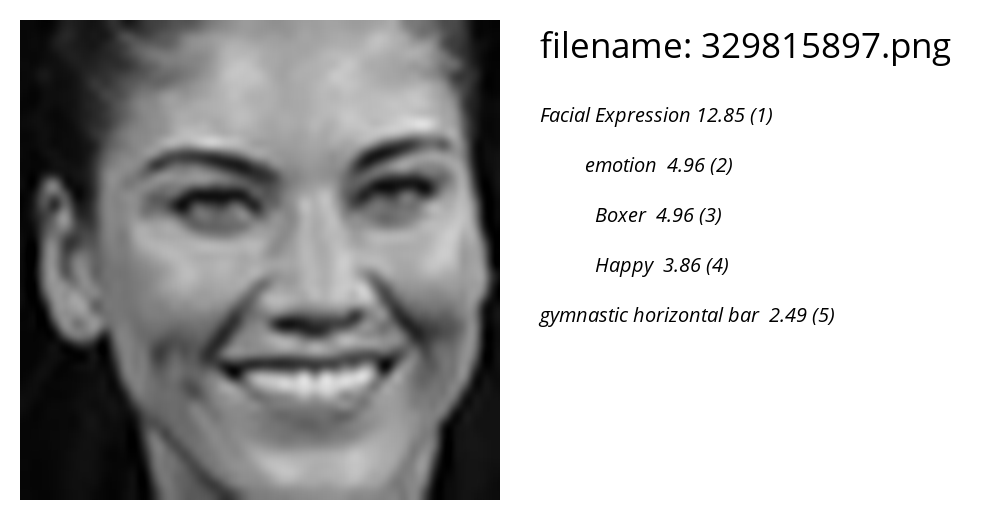 filename: 329815897.png
Facial Expression 12.85 (1)
emotion 4.96 (2)
Boxer 4.96 (3)
Happy 3.86 (4)
gymnastic horizontal bar 2.49 (5)